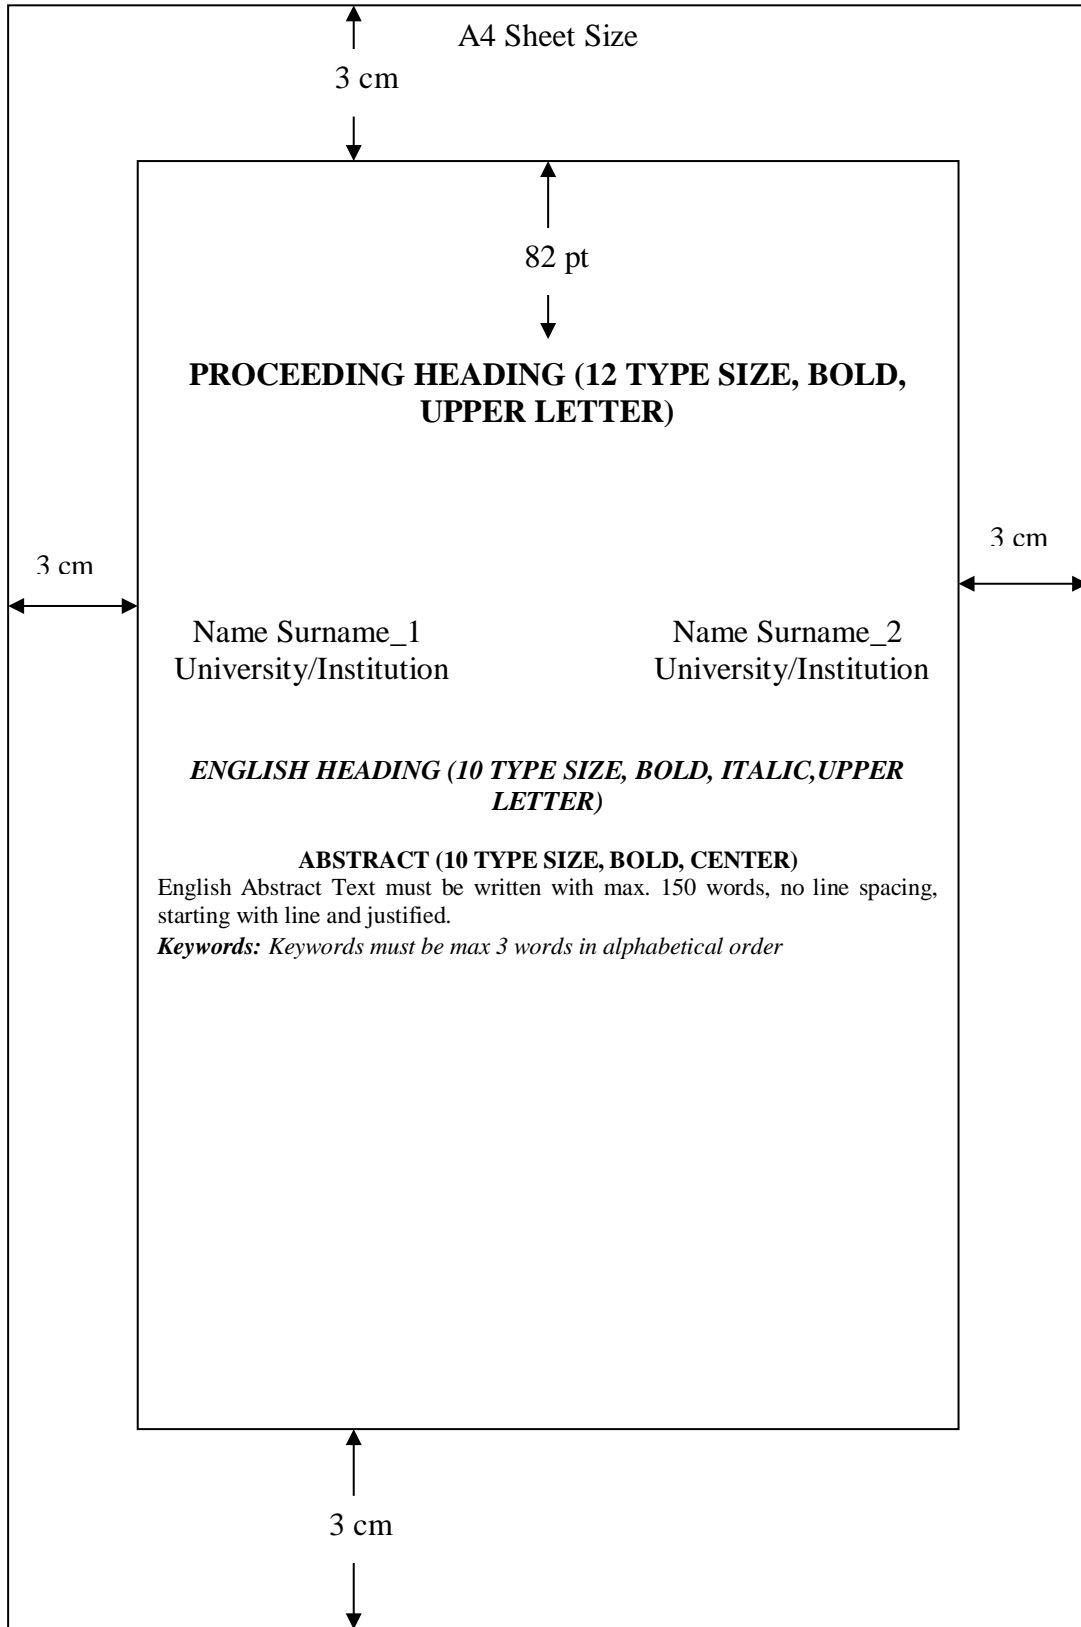 A4 Sheet Size
3 cm
82 pt
PROCEEDING HEADING (12 TYPE SIZE, BOLD,
UPPER LETTER)
3 cm
3 cm
Name Surname_1
University/Institution
Name Surname_2
University/Institution
ENGLISH HEADING (10 TYPE SIZE, BOLD, ITALIC,UPPER
LETTER)
ABSTRACT (10 TYPE SIZE, BOLD, CENTER)
English Abstract Text must be written with max. 150 words, no line spacing,
starting with line and justified.
Keywords: Keywords must be max 3 words in alphabetical order
3 cm